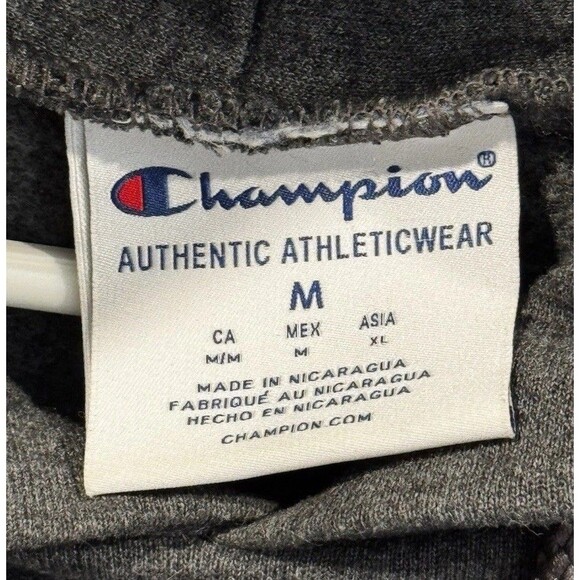 Champion®
AUTHENTIC ATHLETICWEAR
M
CA MEX ASIA
M/M M XL
MADE IN NICARAGUA
FABRIQUÉ AU NICARAGUA
HECHO EN NICARAGUA
CHAMPION.COM